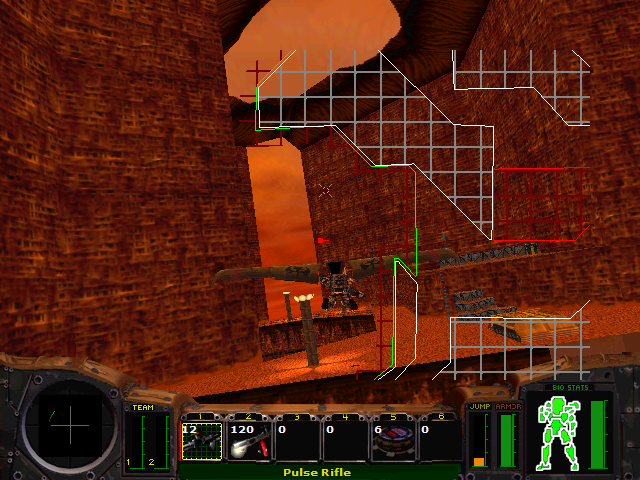 TEAM
1 2
1 2 3 4 5 6
12 120 0 0 6 0
JUMP ARMOR
BIO STATS
Pulse Rifle